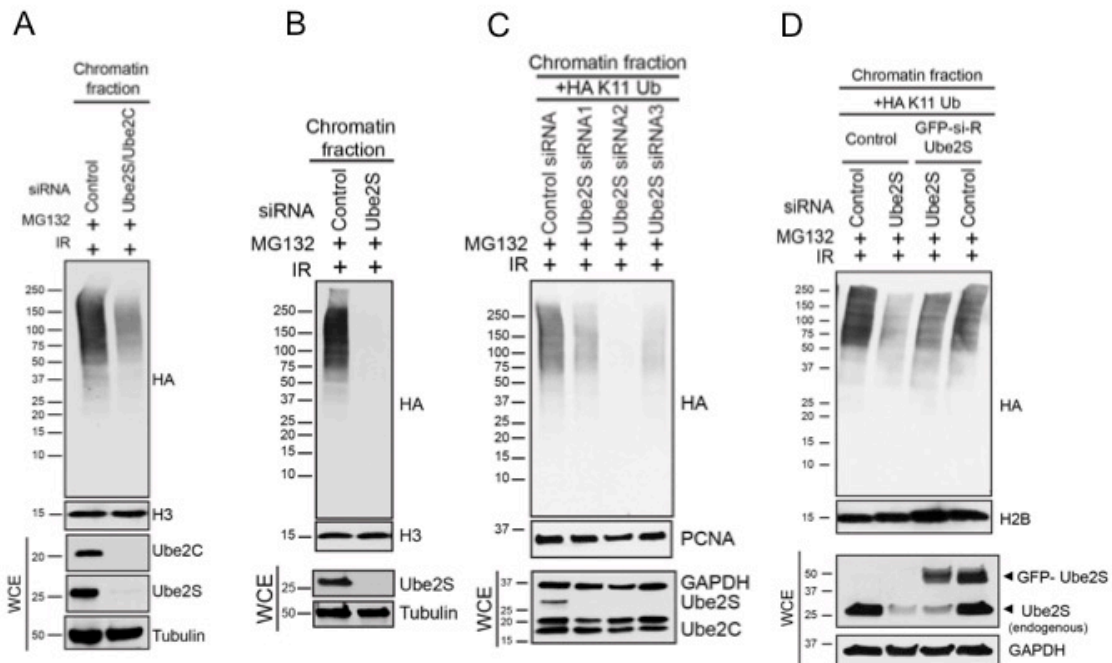 A
Chromatin
fraction
siRNA
Control
Ube2S/Ube2C
MG132 + +
IR + +
250
150
100
75
50
37
25
20
15
10
HA
15
H3
WCE
20
Ube2C
25
Ube2S
50
Tubulin
B
Chromatin
fraction
siRNA
Control
Ube2S
MG132 + +
IR + +
250
150
100
75
50
37
25
20
15
10
HA
15
H3
WCE
25
Ube2S
50
Tubulin
C
Chromatin fraction
+HA K11 Ub
Control siRNA
Ube2S siRNA1
Ube2S siRNA2
Ube2S siRNA3
MG132 + + + +
IR + + + +
250
150
100
75
50
37
25
20
15
10
HA
37
PCNA
WCE
37
25
20
15
GAPDH
Ube2S
Ube2C
D
Chromatin fraction
+HA K11 Ub
Control
GFP-si-R
Ube2S
siRNA
Control
Ube2S
Ube2S
Control
MG132 + + + +
IR + + + +
250
150
100
75
50
37
25
15
10
HA
15
H2B
WCE
50
37
25
GFP- Ube2S
Ube2S
(endogenous)
37
GAPDH